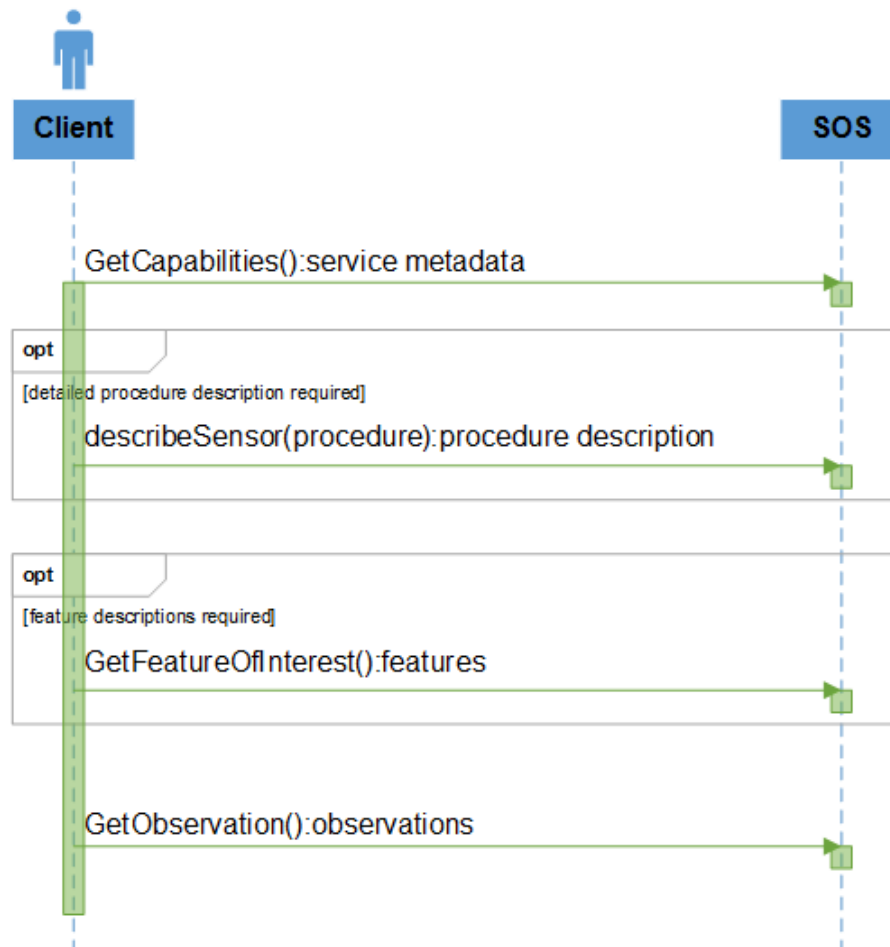 Client
SOS
GetCapabilities():service metadata
opt
[detailed procedure description required]
describeSensor(procedure):procedure description
opt
[feature descriptions required]
GetFeatureOfInterest():features
GetObservation():observations